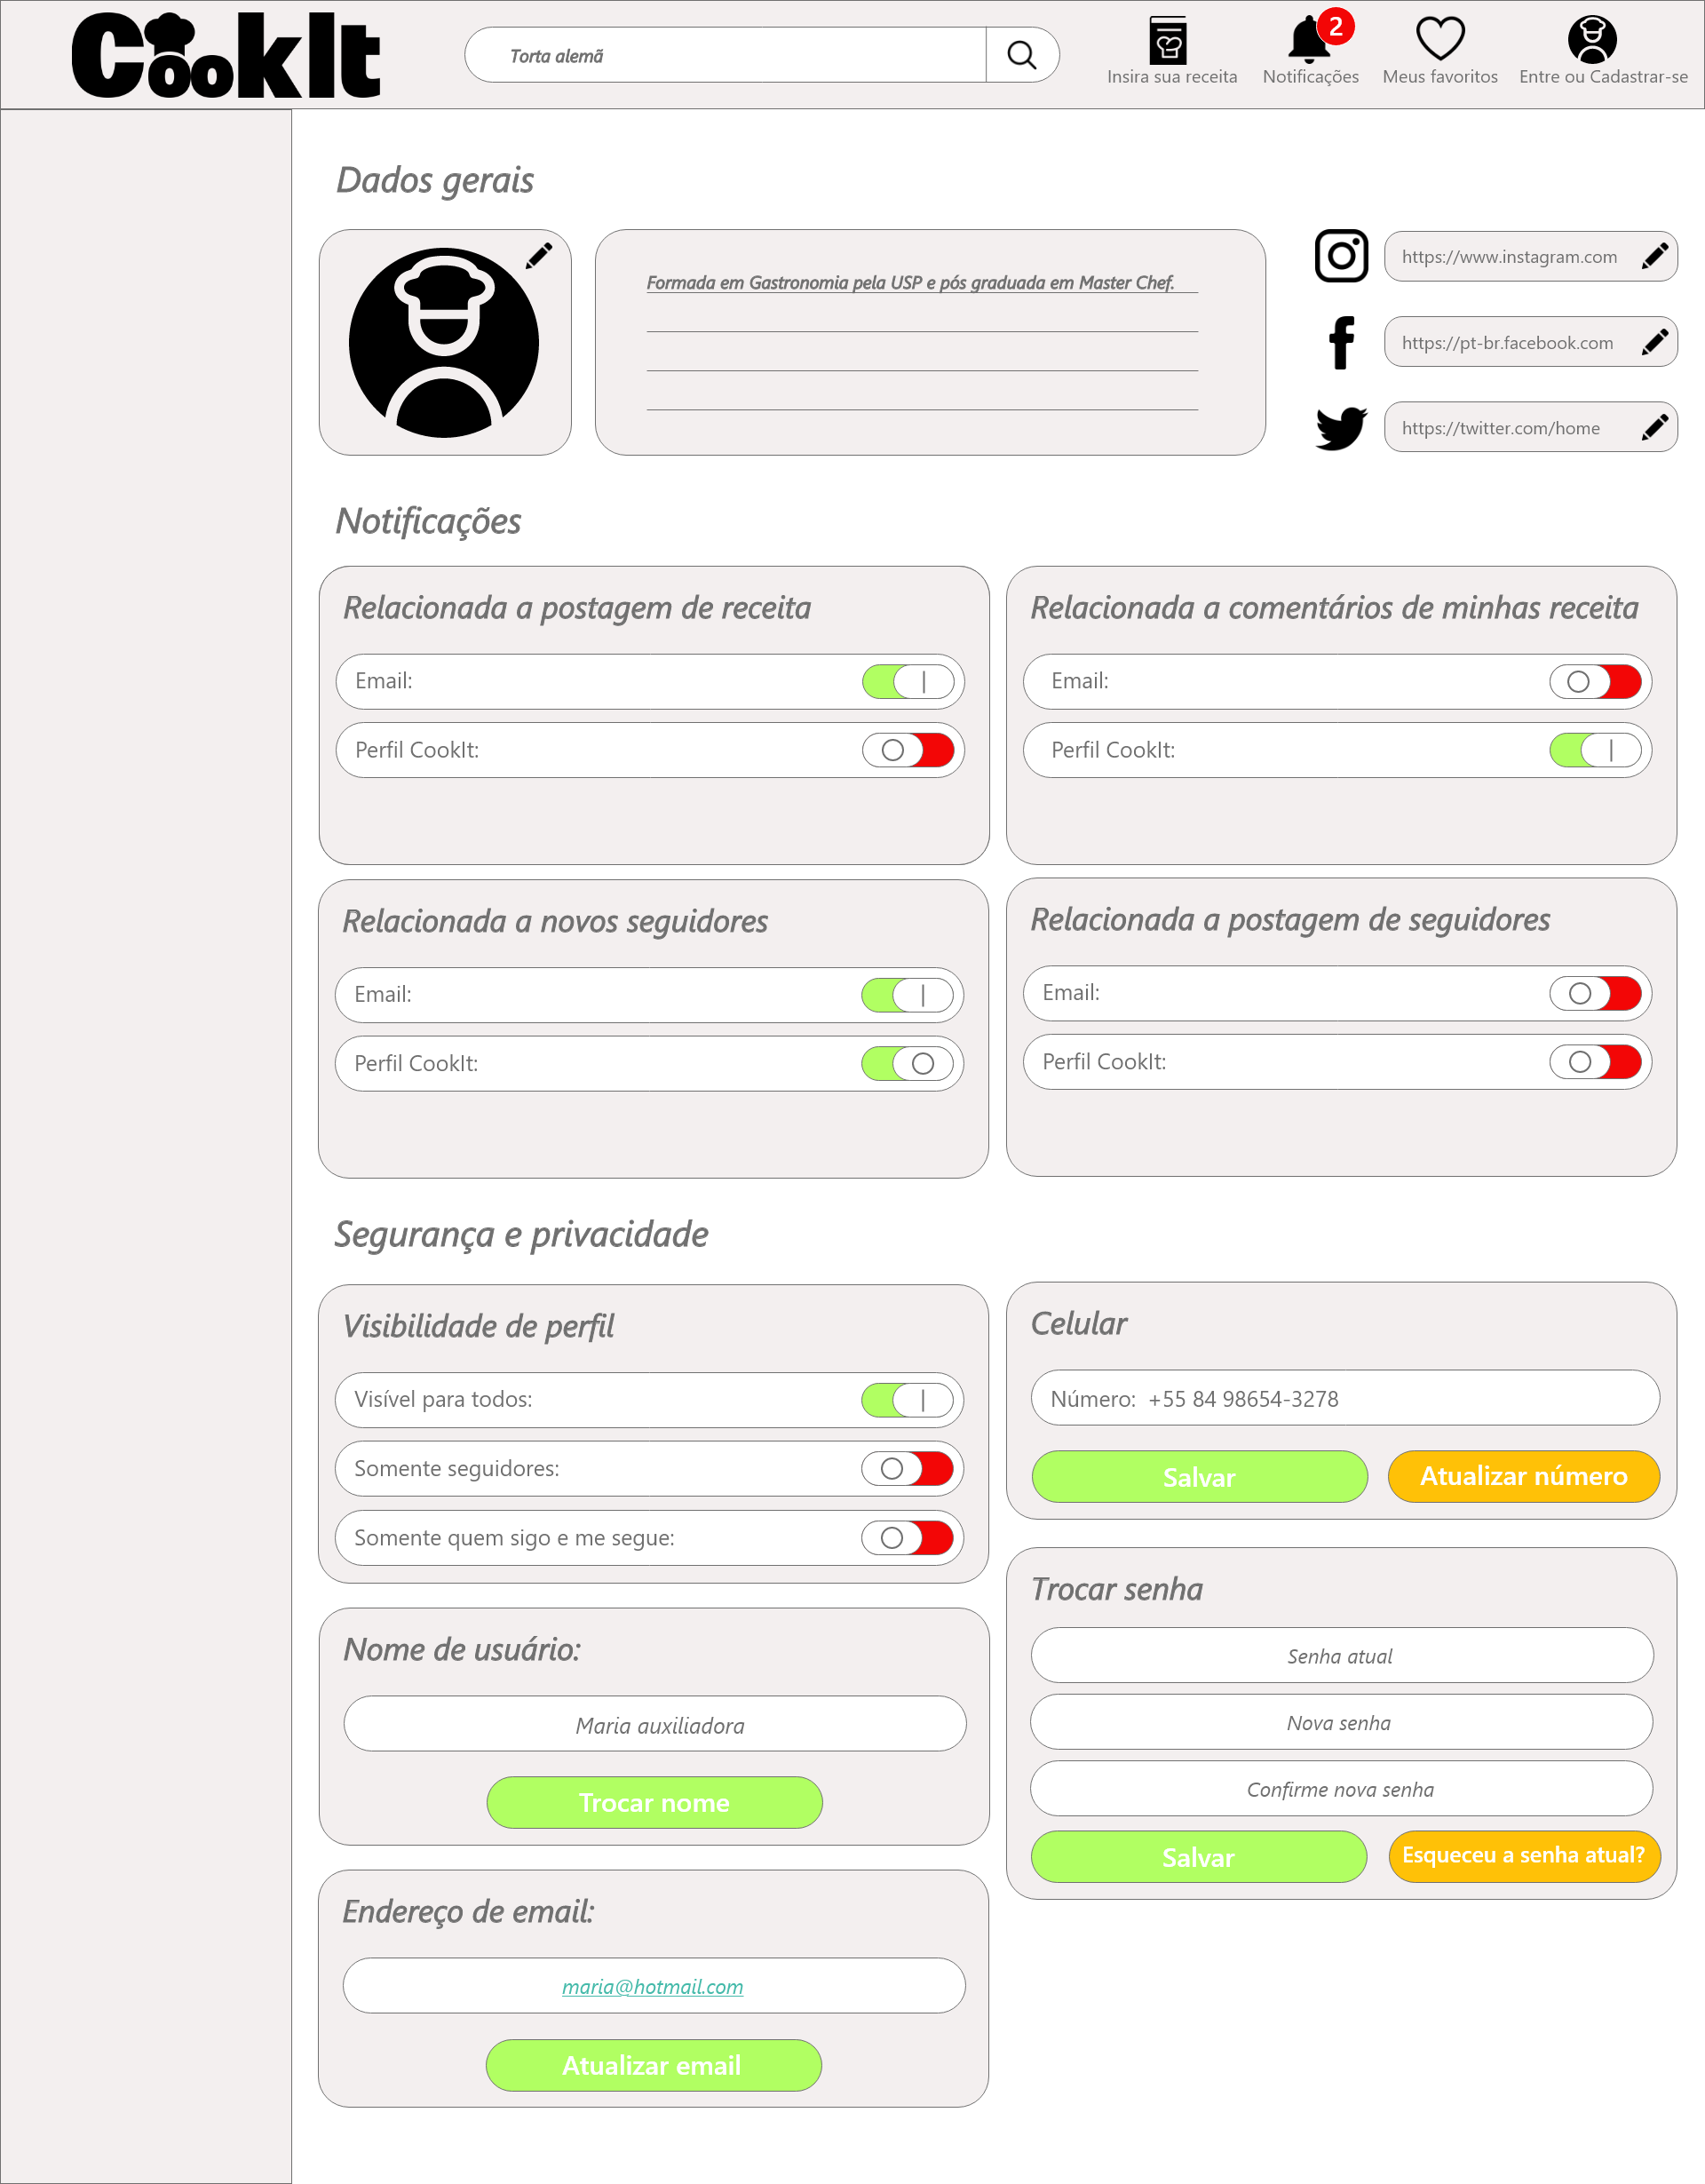 CookIt
Torta alemã
2
Insira sua receita
Notificações
Meus favoritos
Entre ou Cadastrar-se
Dados gerais
Formada em Gastronomia pela USP e pós graduada em Master Chef.
https://www.instagram.com
https://pt-br.facebook.com
https://twitter.com/home
Notificações
Relacionada a postagem de receita
Email:
Perfil CookIt:
Relacionada a comentários de minhas receita
Email:
Perfil CookIt:
Relacionada a novos seguidores
Email:
Perfil CookIt:
Relacionada a postagem de seguidores
Email:
Perfil CookIt:
Segurança e privacidade
Visibilidade de perfil
Visível para todos:
Somente seguidores:
Somente quem sigo e me segue:
Celular
Número: +55 84 98654-3278
Salvar
Atualizar número
Nome de usuário:
Maria auxiliadora
Trocar nome
Trocar senha
Senha atual
Nova senha
Confirme nova senha
Salvar
Esqueceu a senha atual?
Endereço de email:
maria@hotmail.com
Atualizar email